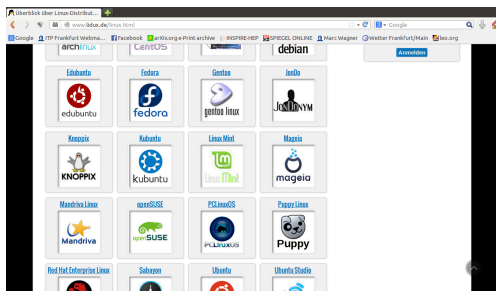 Überblick über Linux-Distribut...
www.lidux.de/linux.html
Google
Google ITP Frankfurt Webma... Facebook arXiv.org e-Print archive INSPIRE-HEP SPIEGEL ONLINE Marc Wagner Wetter Frankfurt/Main leo.org
archlinux CentOS debian
Anmelden
Edubuntu Fedora Gentoo JonDo
edubuntu fedora gentoo linux JONDONYM
Knoppix Kubuntu Linux Mint Mageia
KNOPPIX kubuntu Linux Mint mageia
Mandriva Linux openSUSE PCLinuxOS Puppy Linux
Mandriva openSUSE PCLINUXOS Puppy
Red Hat Enterprise Linux Sabayon Ubuntu Ubuntu Studio